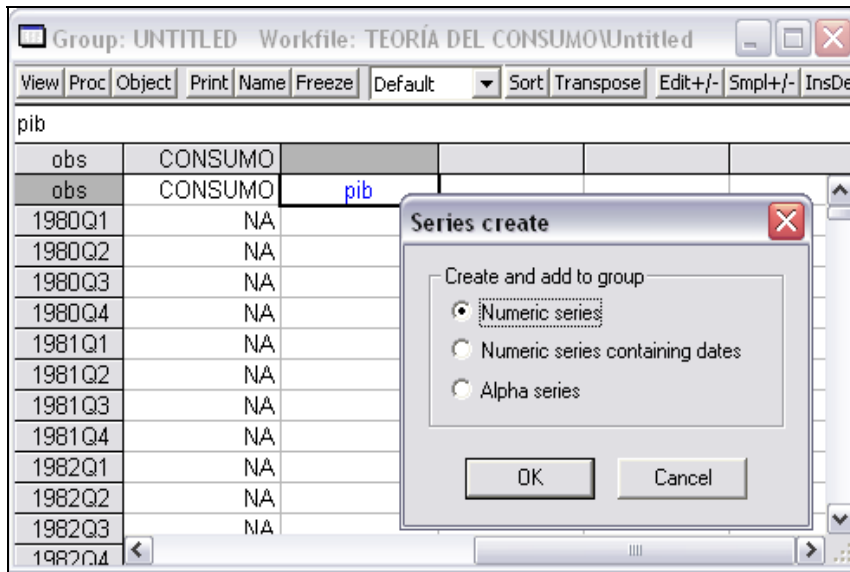 Group: UNTITLED Workfile: TEORÍA DEL CONSUMO\Untitled
View Proc Object Print Name Freeze Default Sort Transpose Edit+/- Smpl+/- InsDe
pib
obs CONSUMO
obs CONSUMO pib
1980Q1 NA
1980Q2 NA
1980Q3 NA
1980Q4 NA
1981Q1 NA
1981Q2 NA
1981Q3 NA
1981Q4 NA
1982Q1 NA
1982Q2 NA
1982Q3 NA
1982Q4
Series create
Create and add to group
Numeric series
Numeric series containing dates
Alpha series
OK Cancel